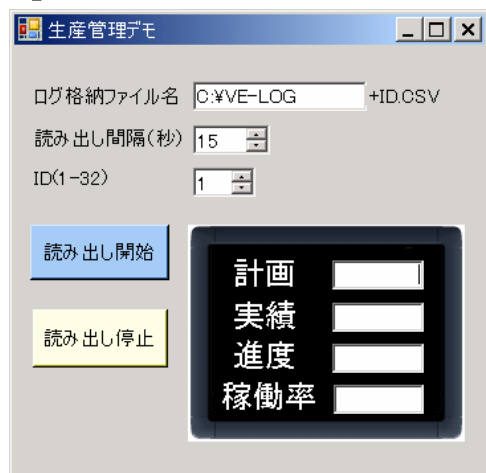 生産管理デモ
ログ格納ファイル名 C:¥VE-LOG +ID.CSV
読み出し間隔(秒) 15
ID(1-32) 1
読み出し開始
読み出し停止
計画
実績
進度
稼働率